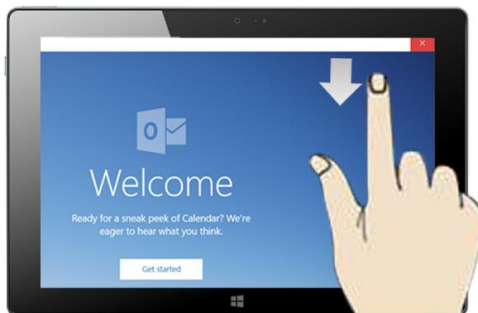 Welcome
Ready for a sneak peek of Calendar? We're
eager to hear what you think.
Get started